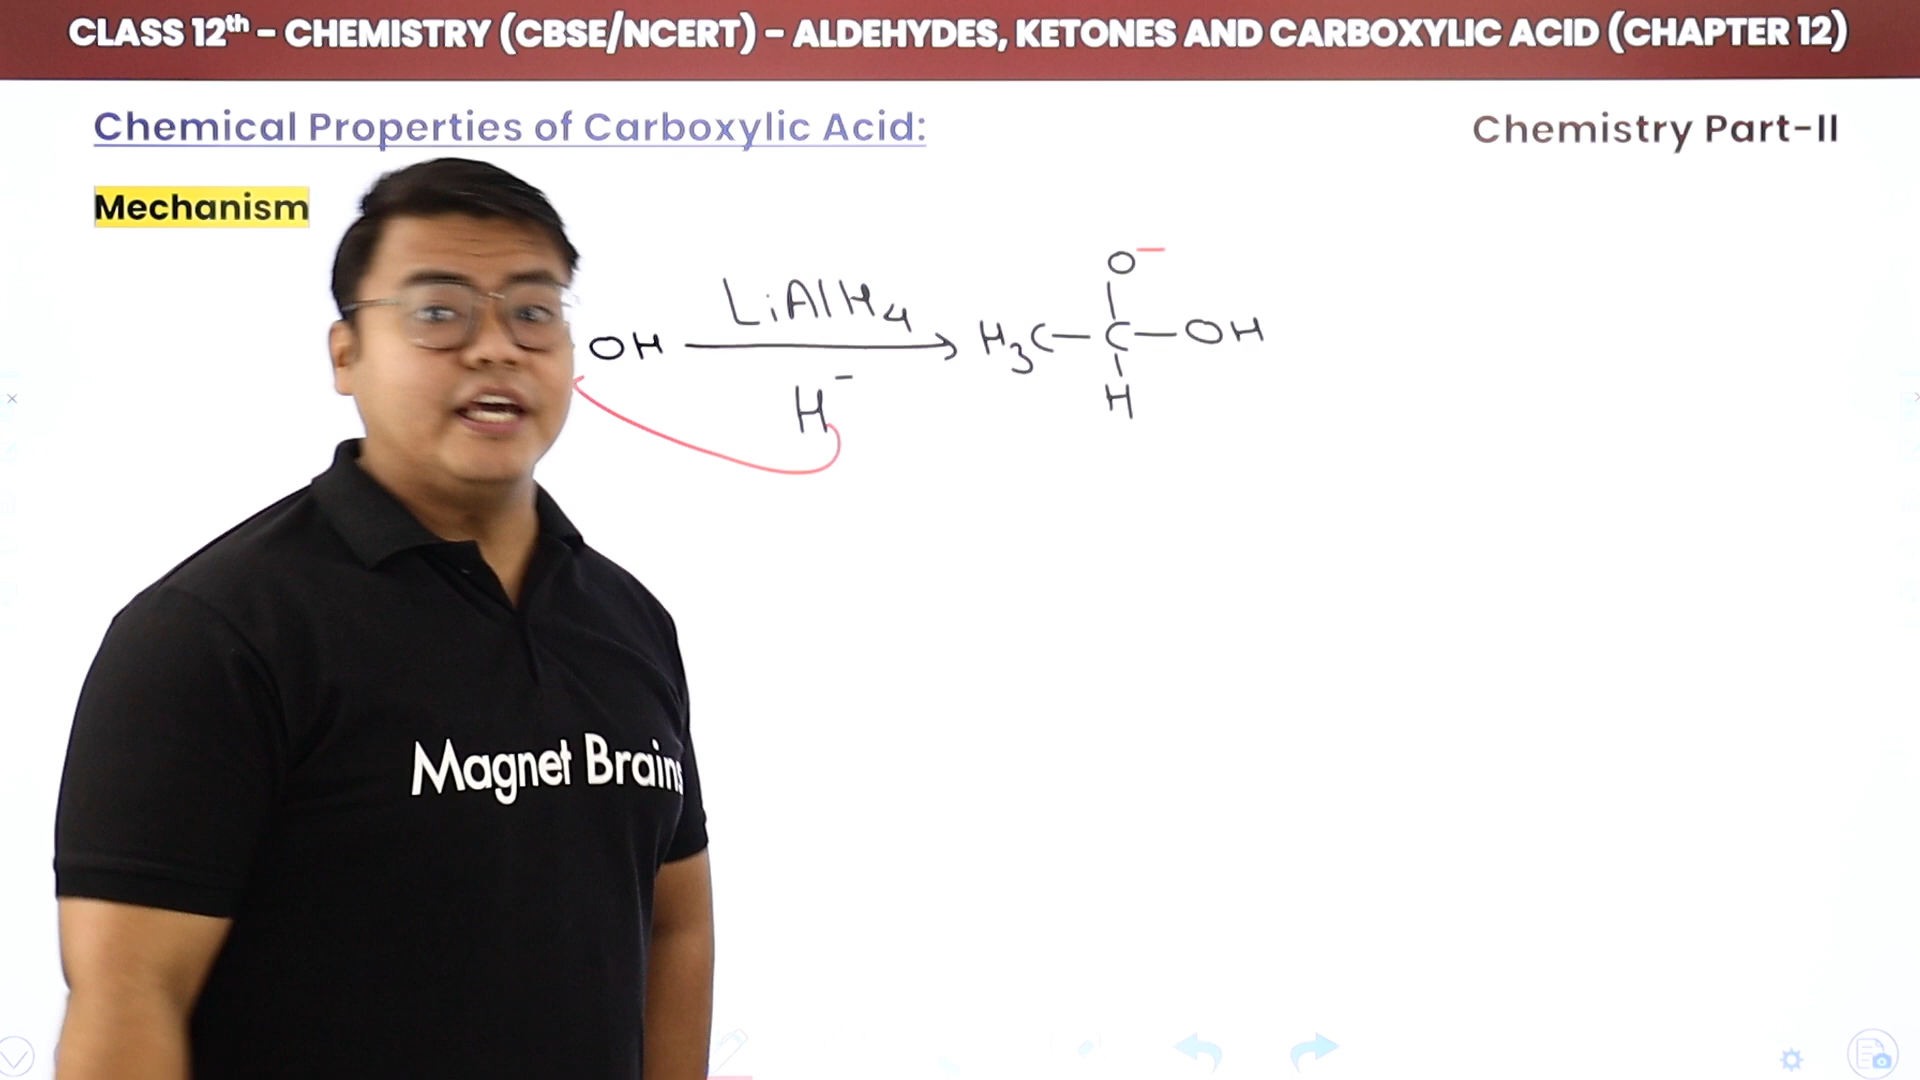 CLASS 12th - CHEMISTRY (CBSE/NCERT) - ALDEHYDES, KETONES AND CARBOXYLIC ACID (CHAPTER 12)
Chemical Properties of Carboxylic Acid:
Chemistry Part-II
Mechanism
O⁻
LiAlH₄
OH
H₃C-C-OH
H⁻
H
Magnet Brains